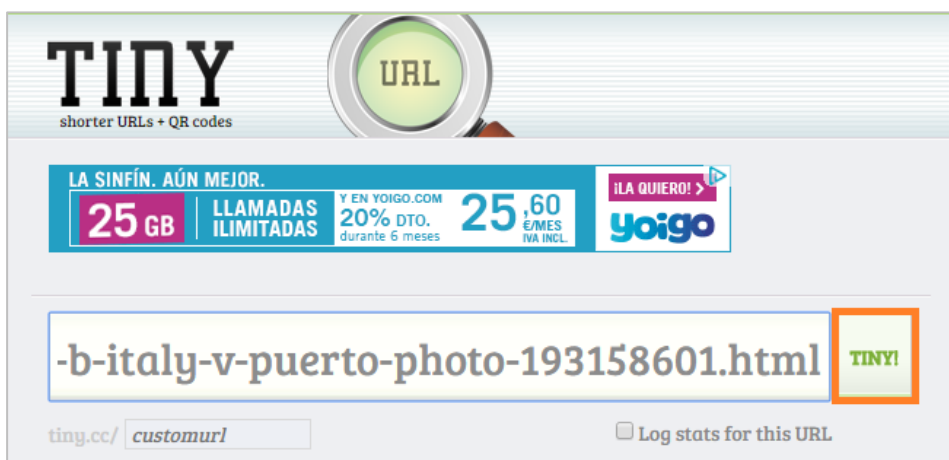 TINY
URL
shorter URLs + QR codes
LA SINFÍN. AÚN MEJOR.
25 GB
LLAMADAS
ILIMITADAS
Y EN YOIGO.COM
20% DTO.
durante 6 meses
25,60
€/MES
IVA INCL.
¡LA QUIERO! >
yoigo
-b-italy-v-puerto-photo-193158601.html
TINY!
tiny.cc/ customurl
Log stats for this URL